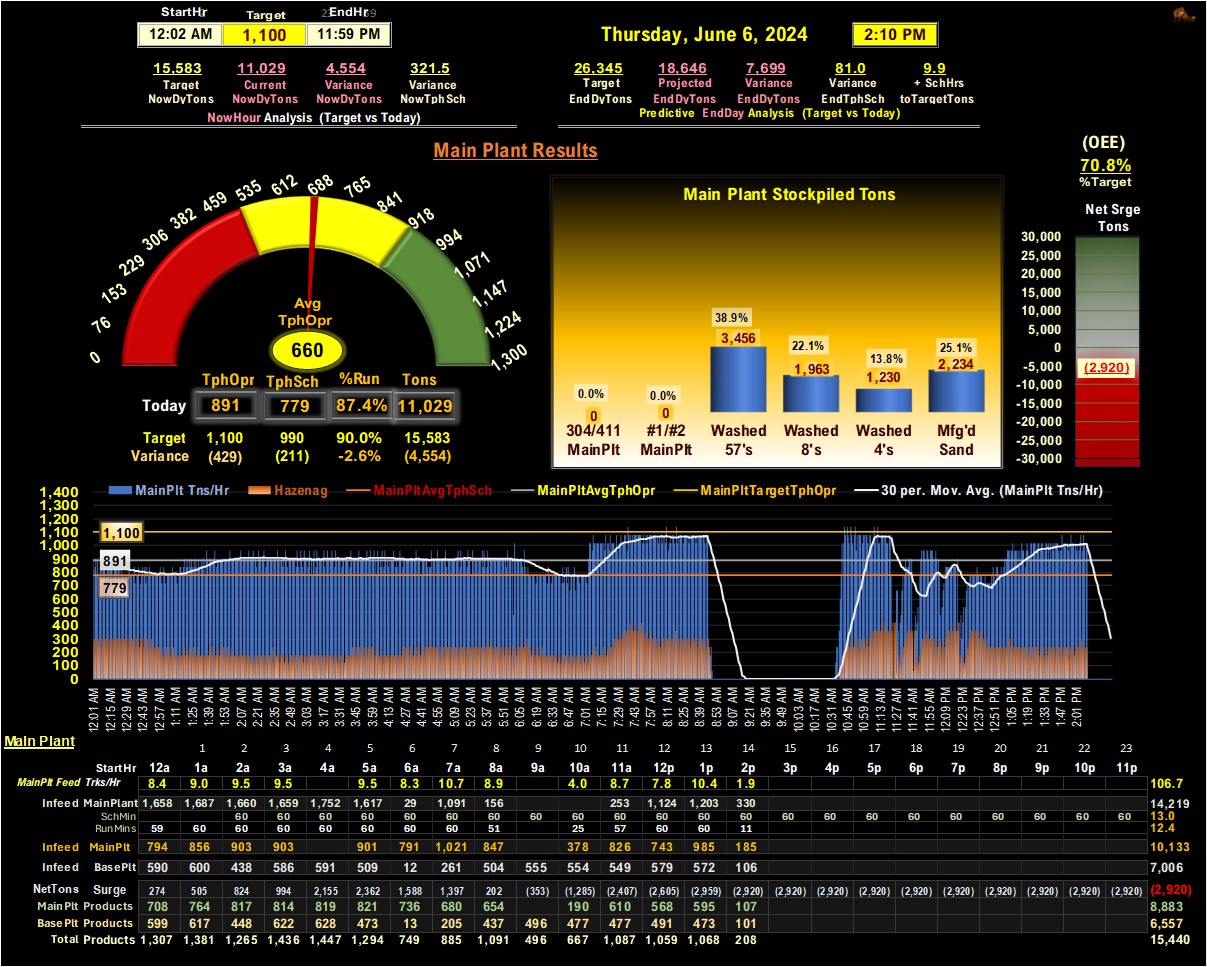 StartHr Target EndHr
12:02 AM 1,100 11:59 PM
Thursday, June 6, 2024 2:10 PM
15,583 11,029 4,554 321.5
Target Current Variance Variance
NowDyTons NowDyTons NowDyTons NowTphSch
NowHour Analysis (Target vs Today)
26,345 18,646 7,699 81.0 9.9
Target Projected Variance Variance + SchHrs
EndDyTons EndDyTons EndDyTons EndTphSch toTargetTons
Predictive EndDay Analysis (Target vs Today)
Main Plant Results
(OEE)
70.8%
%Target
Net Srge
Tons
30,000
25,000
20,000
15,000
10,000
5,000
0
-5,000
-10,000
-15,000
-20,000
-25,000
-30,000
(2,920)
0 76 153 229 306 382 459 535 612 688 765 841 918 994 1,071 1,147 1,224 1,300
Avg
TphOpr
660
TphOpr TphSch %Run Tons
Today 891 779 87.4% 11,029
Target 1,100 990 90.0% 15,583
Variance (429) (211) -2.6% (4,554)
Main Plant Stockpiled Tons
0.0% 0.0% 38.9% 22.1% 13.8% 25.1%
0 0 3,456 1,963 1,230 2,234
304/411 #1/#2 Washed Washed Washed Mfg'd
MainPlt MainPlt 57's 8's 4's Sand
MainPlt Tns/Hr Hazenag MainPltAvgTphSch MainPltAvgTphOpr MainPltTargetTphOpr 30 per. Mov. Avg. (MainPlt Tns/Hr)
1,400
1,300
1,200
1,100
1,000
900
800
700
600
500
400
300
200
100
0
1,100
891
779
12:01 AM 12:15 AM 12:29 AM 12:43 AM 12:57 AM 1:11 AM 1:25 AM 1:39 AM 1:53 AM 2:07 AM 2:21 AM 2:35 AM 2:49 AM 3:03 AM 3:17 AM 3:31 AM 3:45 AM 3:59 AM 4:13 AM 4:27 AM 4:41 AM 4:55 AM 5:09 AM 5:23 AM 5:37 AM 5:51 AM 6:05 AM 6:19 AM 6:33 AM 6:47 AM 7:01 AM 7:15 AM 7:29 AM 7:43 AM 7:57 AM 8:11 AM 8:25 AM 8:39 AM 8:53 AM 9:07 AM 9:21 AM 9:35 AM 9:49 AM 10:03 AM 10:17 AM 10:31 AM 10:45 AM 10:59 AM 11:13 AM 11:27 AM 11:41 AM 11:55 AM 12:09 PM 12:23 PM 12:37 PM 12:51 PM 1:05 PM 1:19 PM 1:33 PM 1:47 PM 2:01 PM
Main Plant
1 2 3 4 5 6 7 8 9 10 11 12 13 14 15 16 17 18 19 20 21 22 23
StartHr 12a 1a 2a 3a 4a 5a 6a 7a 8a 9a 10a 11a 12p 1p 2p 3p 4p 5p 6p 7p 8p 9p 10p 11p
MainPlt Feed Trks/Hr 8.4 9.0 9.5 9.5 9.5 8.3 10.7 8.9 4.0 8.7 7.8 10.4 1.9 106.7
Infeed MainPlant 1,658 1,687 1,660 1,659 1,752 1,617 29 1,091 156 253 1,124 1,203 330 14,219
SchMin 60 60 60 60 60 60 60 60 60 60 60 60 60 13.0
RunMins 59 60 60 60 60 60 60 60 51 25 57 60 60 11 12.4
Infeed MainPlt 794 856 903 903 901 791 1,021 847 378 826 743 985 185 10,133
Infeed BasePlt 590 600 438 586 591 509 12 261 504 555 554 549 579 572 106 7,006
NetTons Surge 274 505 824 994 2,155 2,362 1,588 1,397 202 (353) (1,285) (2,407) (2,605) (2,959) (2,920) (2,920) (2,920) (2,920) (2,920) (2,920) (2,920) (2,920) (2,920) (2,920) (2,920)
MainPlt Products 708 764 817 814 819 821 736 680 654 190 610 568 595 107 8,883
BasePlt Products 599 617 448 622 628 473 13 205 437 496 477 477 491 473 101 6,557
Total Products 1,307 1,381 1,265 1,436 1,447 1,294 749 885 1,091 496 667 1,087 1,059 1,068 208 15,440